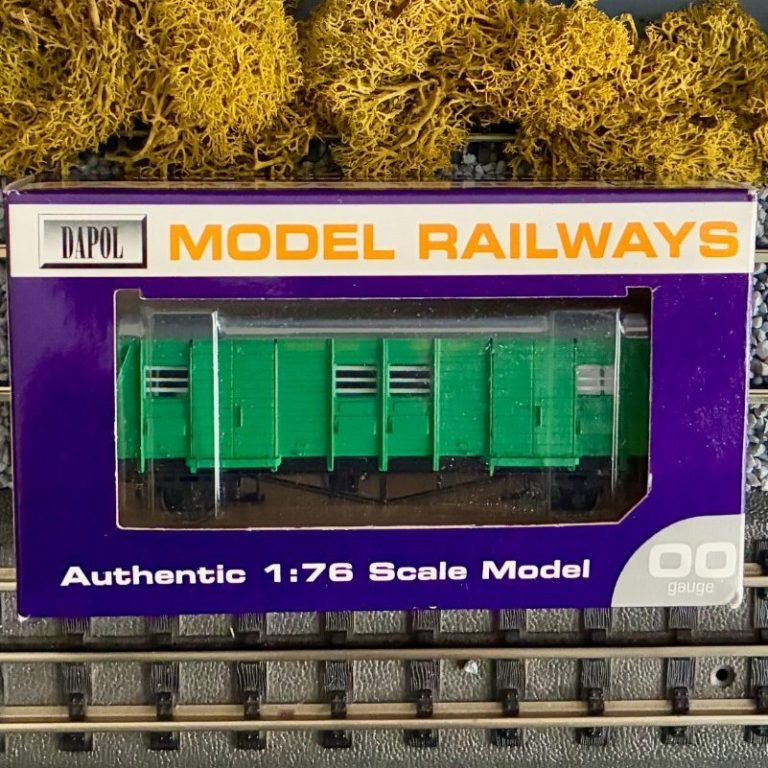 DAPOL
MODEL RAILWAYS
Authentic 1:76 Scale Model
OO
gauge